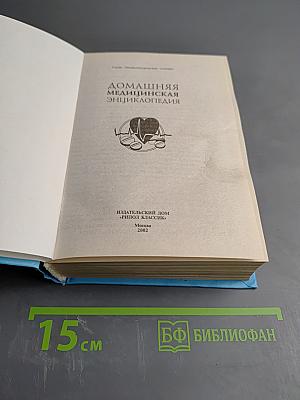 ДОМАШНЯЯ
МЕДИЦИНСКАЯ
ЭНЦИКЛОПЕДИЯ
ИЗДАТЕЛЬСКИЙ ДОМ
«РИПОЛ КЛАССИК»
Москва
2002
15 см
БФ БИБЛИОФАН